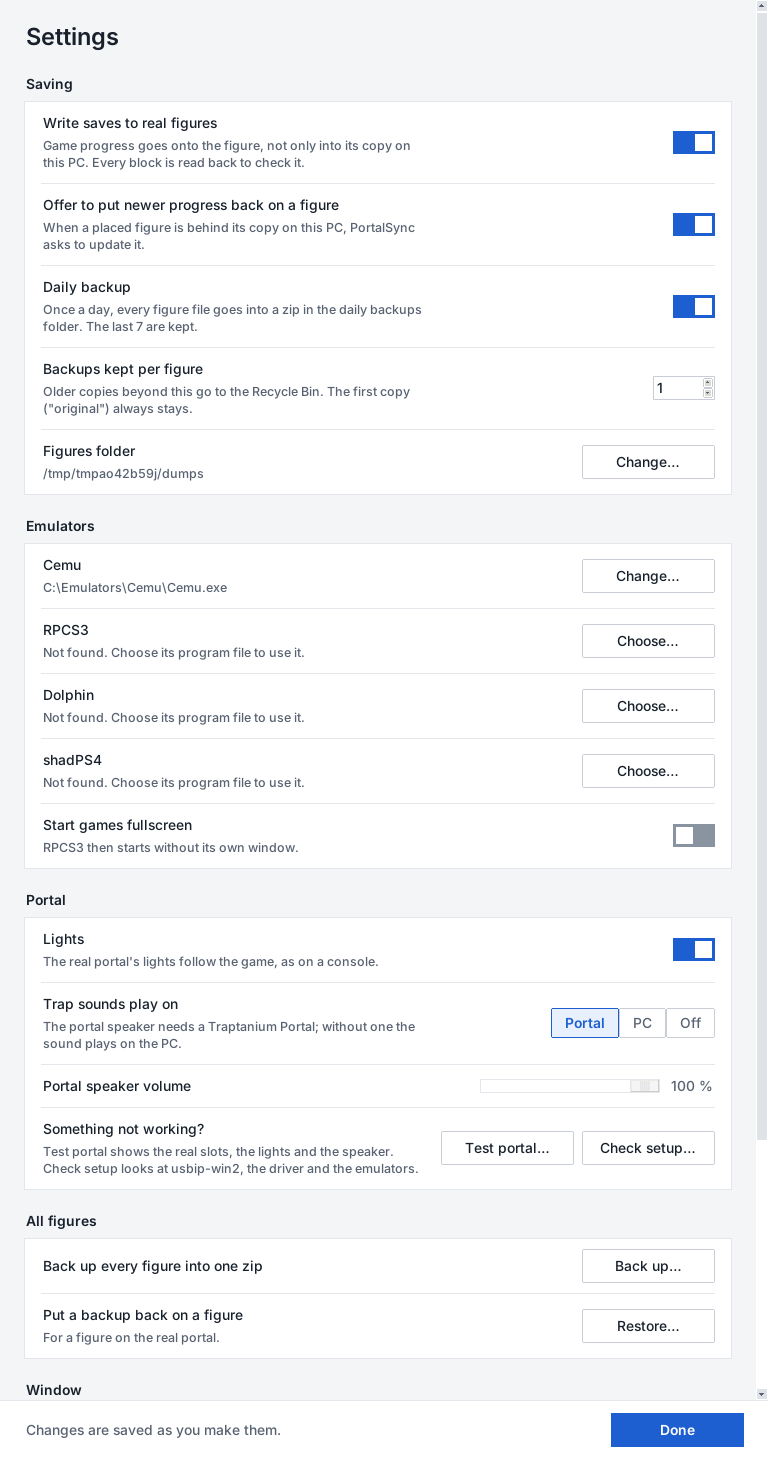 Settings
Saving
Write saves to real figures
Game progress goes onto the figure, not only into its copy on
this PC. Every block is read back to check it.
Offer to put newer progress back on a figure
When a placed figure is behind its copy on this PC, PortalSync
asks to update it.
Daily backup
Once a day, every figure file goes into a zip in the daily backups
folder. The last 7 are kept.
Backups kept per figure
Older copies beyond this go to the Recycle Bin. The first copy
("original") always stays.
1
Figures folder
/tmp/tmpao42b59j/dumps
Change...
Emulators
Cemu
C:\Emulators\Cemu\Cemu.exe
Change...
RPCS3
Not found. Choose its program file to use it.
Choose...
Dolphin
Not found. Choose its program file to use it.
Choose...
shadPS4
Not found. Choose its program file to use it.
Choose...
Start games fullscreen
RPCS3 then starts without its own window.
Portal
Lights
The real portal's lights follow the game, as on a console.
Trap sounds play on
The portal speaker needs a Traptanium Portal; without one the
sound plays on the PC.
Portal PC Off
Portal speaker volume
100 %
Something not working?
Test portal shows the real slots, the lights and the speaker.
Check setup looks at usbip-win2, the driver and the emulators.
Test portal... Check setup...
All figures
Back up every figure into one zip
Back up...
Put a backup back on a figure
For a figure on the real portal.
Restore...
Window
Changes are saved as you make them.
Done